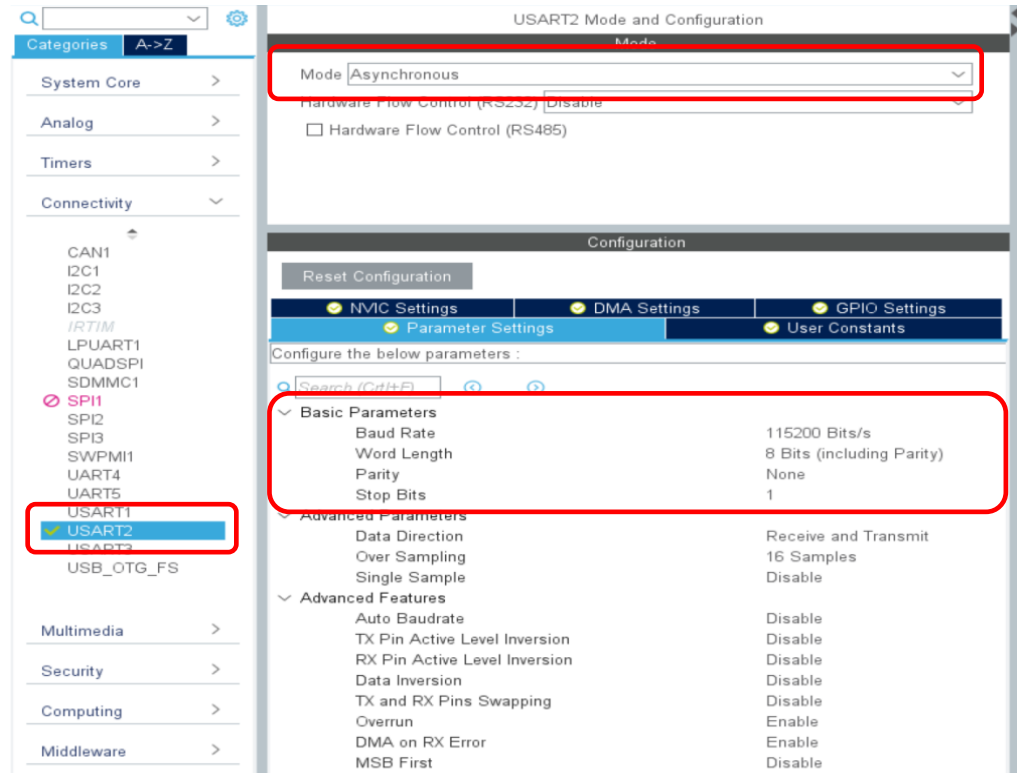 Categories A->Z
System Core
Analog
Timers
Connectivity
CAN1
I2C1
I2C2
I2C3
IRTIM
LPUART1
QUADSPI
SDMMC1
SPI1
SPI2
SPI3
SWPMI1
UART4
UART5
USART1
USART2
USART3
USB_OTG_FS
Multimedia
Security
Computing
Middleware
USART2 Mode and Configuration
Mode
Mode Asynchronous
Hardware Flow Control (RS232) Disable
Hardware Flow Control (RS485)
Configuration
Reset Configuration
NVIC Settings DMA Settings GPIO Settings
Parameter Settings User Constants
Configure the below parameters :
Search (Crtl+F)
Basic Parameters
Baud Rate 115200 Bits/s
Word Length 8 Bits (including Parity)
Parity None
Stop Bits 1
Advanced Parameters
Data Direction Receive and Transmit
Over Sampling 16 Samples
Single Sample Disable
Advanced Features
Auto Baudrate Disable
TX Pin Active Level Inversion Disable
RX Pin Active Level Inversion Disable
Data Inversion Disable
TX and RX Pins Swapping Disable
Overrun Enable
DMA on RX Error Enable
MSB First Disable